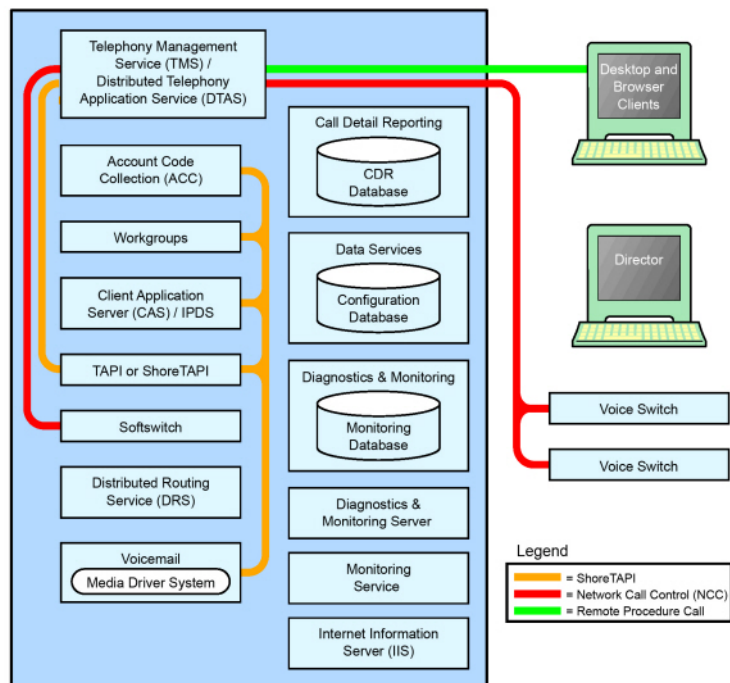 Telephony Management
Service (TMS) /
Distributed Telephony
Application Service (DTAS)
Account Code
Collection (ACC)
Workgroups
Client Application
Server (CAS) / IPDS
TAPI or ShoreTAPI
Softswitch
Distributed Routing
Service (DRS)
Voicemail
Media Driver System
Call Detail Reporting
CDR
Database
Data Services
Configuration
Database
Diagnostics & Monitoring
Monitoring
Database
Diagnostics &
Monitoring Server
Monitoring
Service
Internet Information
Server (IIS)
Desktop and
Browser
Clients
Director
Voice Switch
Voice Switch
Legend
= ShoreTAPI
= Network Call Control (NCC)
= Remote Procedure Call